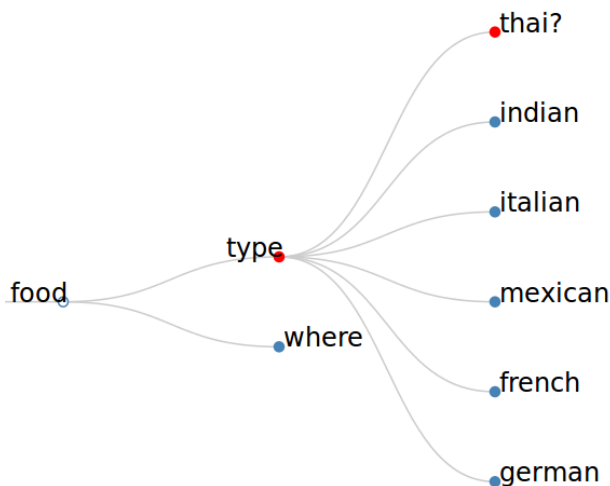 thai?
indian
italian
type
food
mexican
where
french
german